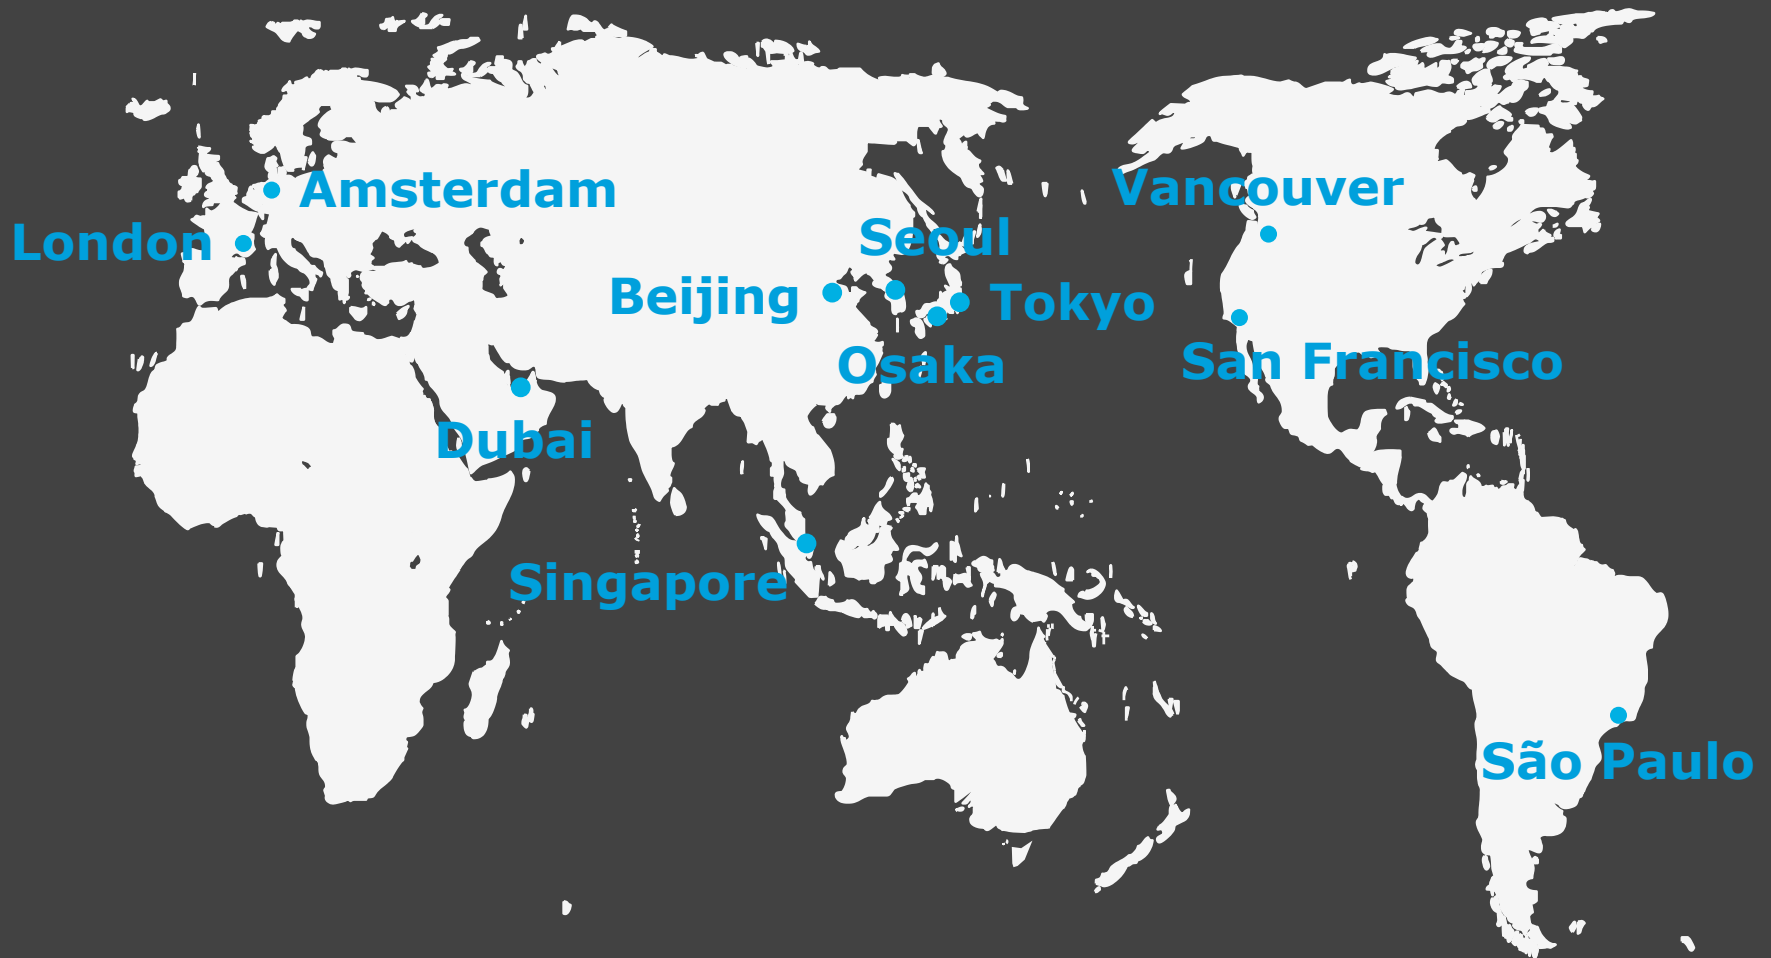 Amsterdam
Vancouver
London
Seoul
Beijing
Tokyo
Osaka
San Francisco
Dubai
Singapore
São Paulo